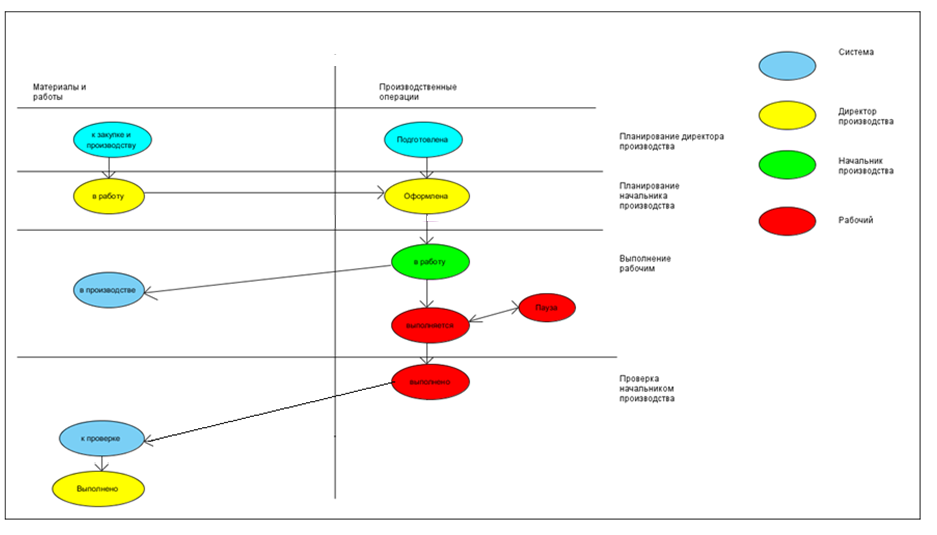 Материалы и
работы
Производственные
операции
Система
Директор
производства
Начальник
производства
Рабочий
к закупке и
производству
Подготовлена
Планирование директора
производства
в работу
Оформлена
Планирование
начальника
производства
в работу
Выполнение
рабочим
в производстве
Пауза
выполняется
выполнено
Проверка
начальником
производства
к проверке
Выполнено